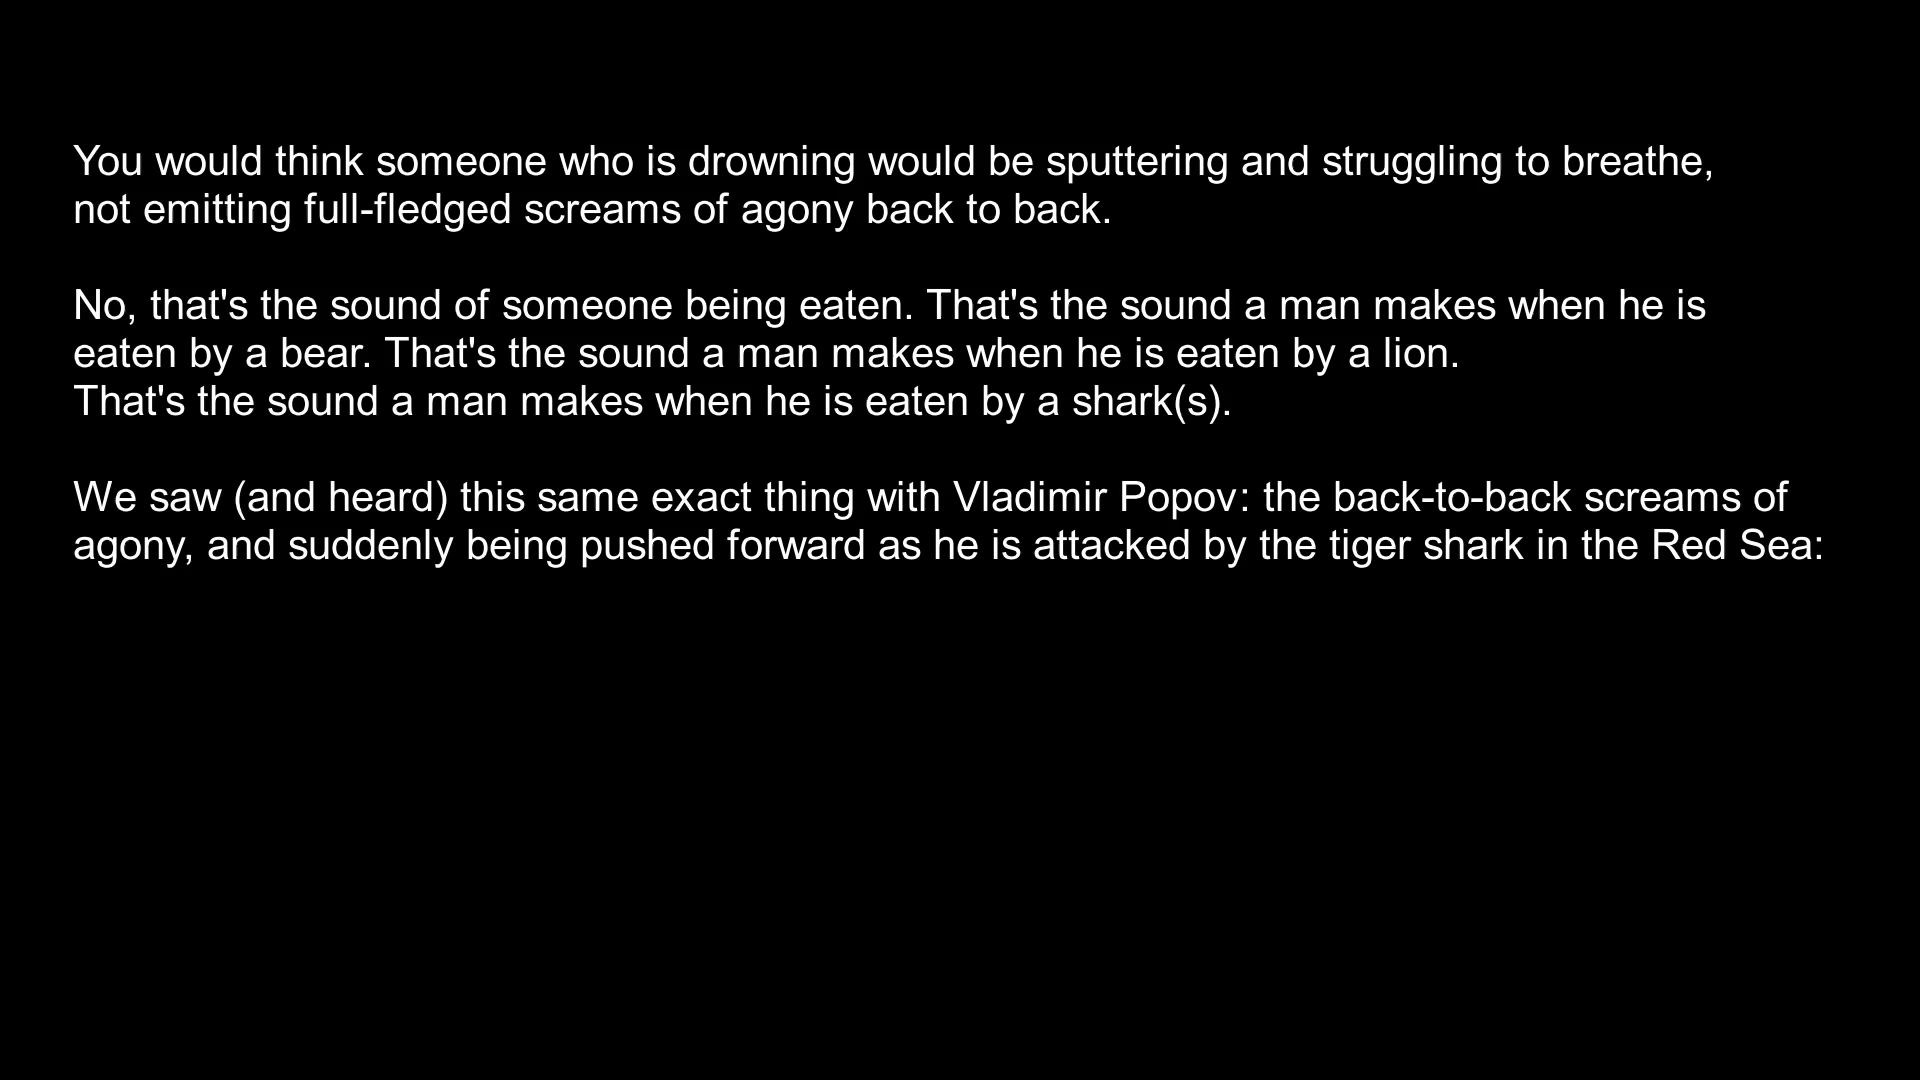 You would think someone who is drowning would be sputtering and struggling to breathe,
not emitting full-fledged screams of agony back to back.
No, that's the sound of someone being eaten. That's the sound a man makes when he is
eaten by a bear. That's the sound a man makes when he is eaten by a lion.
That's the sound a man makes when he is eaten by a shark(s).
We saw (and heard) this same exact thing with Vladimir Popov: the back-to-back screams of
agony, and suddenly being pushed forward as he is attacked by the tiger shark in the Red Sea: